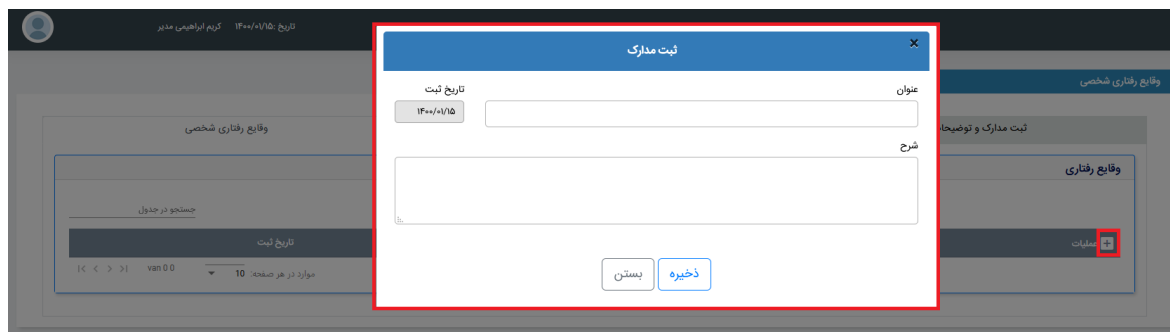 تاریخ :۱۴۰۰/۰۱/۱۵ کریم ابراهیمی مدیر
ثبت مدارک ×
وقایع رفتاری شخصی
عنوان تاریخ ثبت
۱۴۰۰/۰۱/۱۵
ثبت مدارک و توضیحات وقایع رفتاری شخصی
شرح
وقایع رفتاری
جستجو در جدول
+ عملیات تاریخ ثبت
موارد در هر صفحه: 10 van 0 0
ذخیره بستن